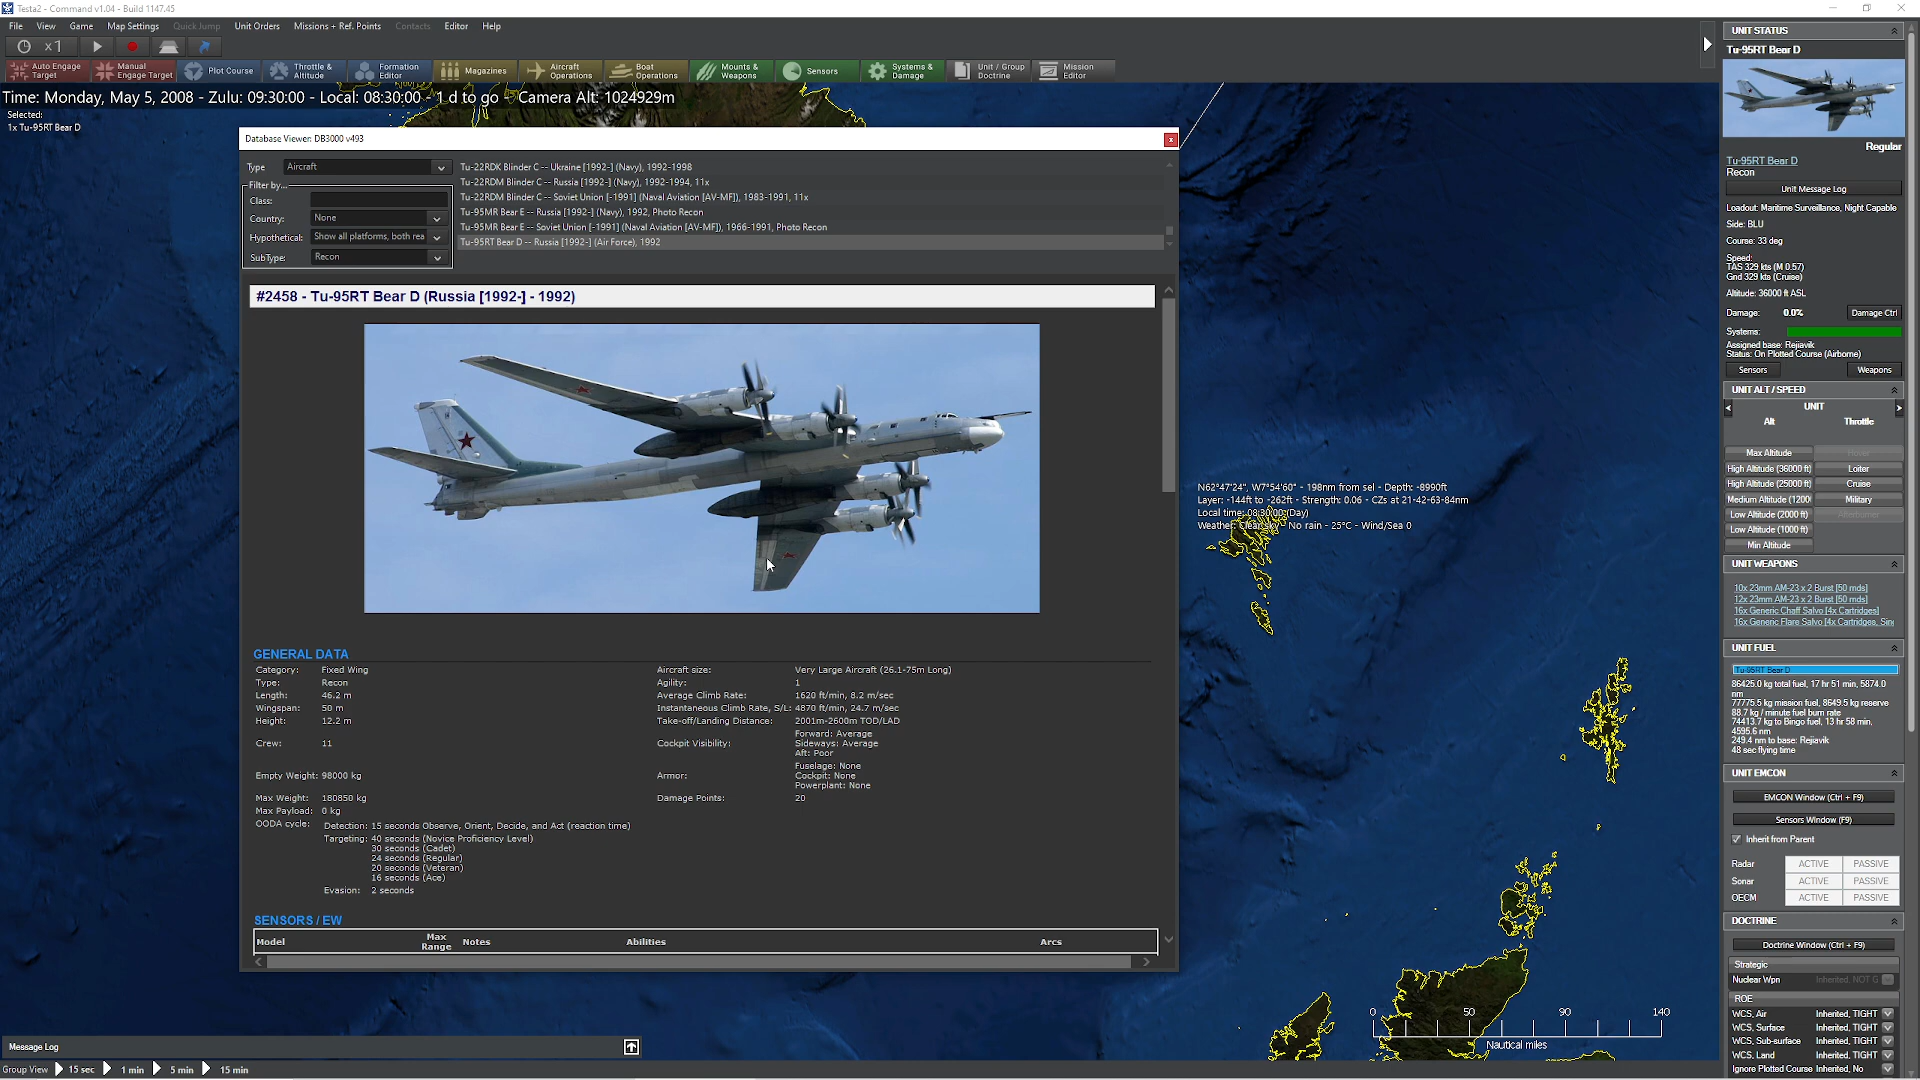 Testa2 - Command v1.04 - Build 1147.45
File View Game Map Settings Quick Jump Unit Orders Missions + Ref. Points Contacts Editor Help
x1
Auto Engage Target
Manual Engage Target
Plot Course
Throttle & Altitude
Formation Editor
Magazines
Aircraft Operations
Boat Operations
Mounts & Weapons
Sensors
Systems & Damage
Unit / Group Doctrine
Mission Editor
Time: Monday, May 5, 2008 - Zulu: 09:30:00 - Local: 08:30:00 - 1 d to go - Camera Alt: 1024929m
Selected:
1x Tu-95RT Bear D
Database Viewer: DB3000 v493
x
Type Aircraft
Filter by...
Class:
Country: None
Hypothetical: Show all platforms, both rea
SubType: Recon
Tu-22RDK Blinder C -- Ukraine [1992-] (Navy), 1992-1998
Tu-22RDM Blinder C -- Russia [1992-] (Navy), 1992-1994, 11x
Tu-22RDM Blinder C -- Soviet Union [-1991] (Naval Aviation [AV-MF]), 1983-1991, 11x
Tu-95MR Bear E -- Russia [1992-] (Navy), 1992, Photo Recon
Tu-95MR Bear E -- Soviet Union [-1991] (Naval Aviation [AV-MF]), 1966-1991, Photo Recon
Tu-95RT Bear D -- Russia [1992-] (Air Force), 1992
#2458 - Tu-95RT Bear D (Russia [1992-] - 1992)
GENERAL DATA
Category: Fixed Wing
Type: Recon
Length: 46.2 m
Wingspan: 50 m
Height: 12.2 m
Crew: 11
Empty Weight: 98000 kg
Max Weight: 180850 kg
Max Payload: 0 kg
OODA cycle: Detection: 15 seconds Observe, Orient, Decide, and Act (reaction time)
Targeting: 40 seconds (Novice Proficiency Level)
30 seconds (Cadet)
24 seconds (Regular)
20 seconds (Veteran)
16 seconds (Ace)
Evasion: 2 seconds
Aircraft size: Very Large Aircraft (26.1-75m Long)
Agility: 1
Average Climb Rate: 1620 ft/min, 8.2 m/sec
Instantaneous Climb Rate, S/L: 4870 ft/min, 24.7 m/sec
Take-off/Landing Distance: 2001m-2600m TOD/LAD
Cockpit Visibility: Forward: Average
Sideways: Average
Aft: Poor
Armor: Fuselage: None
Cockpit: None
Powerplant: None
Damage Points: 20
SENSORS / EW
Model Max Range Notes Abilities Arcs
N62°47'24", W7°54'60" - 198nm from sel - Depth: -8990ft
Layer: -144ft to -262ft - Strength: 0.06 - CZs at 21-42-63-84nm
Local time: 08:30:00 (Day)
Weather: Clear sky - No rain - 25°C - Wind/Sea 0
0 50 90 140
Nautical miles
Message Log
Group View 15 sec 1 min 5 min 15 min
UNIT STATUS
Tu-95RT Bear D
Regular
Tu-95RT Bear D
Recon
Unit Message Log
Loadout: Maritime Surveillance, Night Capable
Side: BLU
Course: 33 deg
Speed:
TAS 329 kts (M 0.57)
Gnd 329 kts (Cruise)
Altitude: 36000 ft ASL
Damage: 0.0% Damage Ctrl
Systems:
Assigned base: Rejiavik
Status: On Plotted Course (Airborne)
Sensors Weapons
UNIT ALT / SPEED
< UNIT >
Alt Throttle
Max Altitude Hover
High Altitude (36000 ft) Loiter
High Altitude (25000 ft) Cruise
Medium Altitude (1200 Military
Low Altitude (2000 ft) Afterburner
Low Altitude (1000 ft)
Min Altitude
UNIT WEAPONS
10x 23mm AM-23 x 2 Burst [50 rnds]
12x 23mm AM-23 x 2 Burst [50 rnds]
16x Generic Chaff Salvo [4x Cartridges]
16x Generic Flare Salvo [4x Cartridges, Sin
UNIT FUEL
Tu-95RT Bear D
86425.0 kg total fuel, 17 hr 51 min, 5874.0
nm
77775.5 kg mission fuel, 8649.5 kg reserve
88.7 kg / minute fuel burn rate
74413.7 kg to Bingo fuel, 13 hr 58 min,
4595.6 nm
249.4 nm to base: Rejiavik
48 sec flying time
UNIT EMCON
EMCON Window (Ctrl + F9)
Sensors Window (F9)
Inherit from Parent
Radar ACTIVE PASSIVE
Sonar ACTIVE PASSIVE
OECM ACTIVE PASSIVE
DOCTRINE
Doctrine Window (Ctrl + F9)
Strategic
Nuclear Wpn Inherited, NOT G
ROE
WCS, Air Inherited, TIGHT
WCS, Surface Inherited, TIGHT
WCS, Sub-surface Inherited, TIGHT
WCS, Land Inherited, TIGHT
Ignore Plotted Course Inherited, No